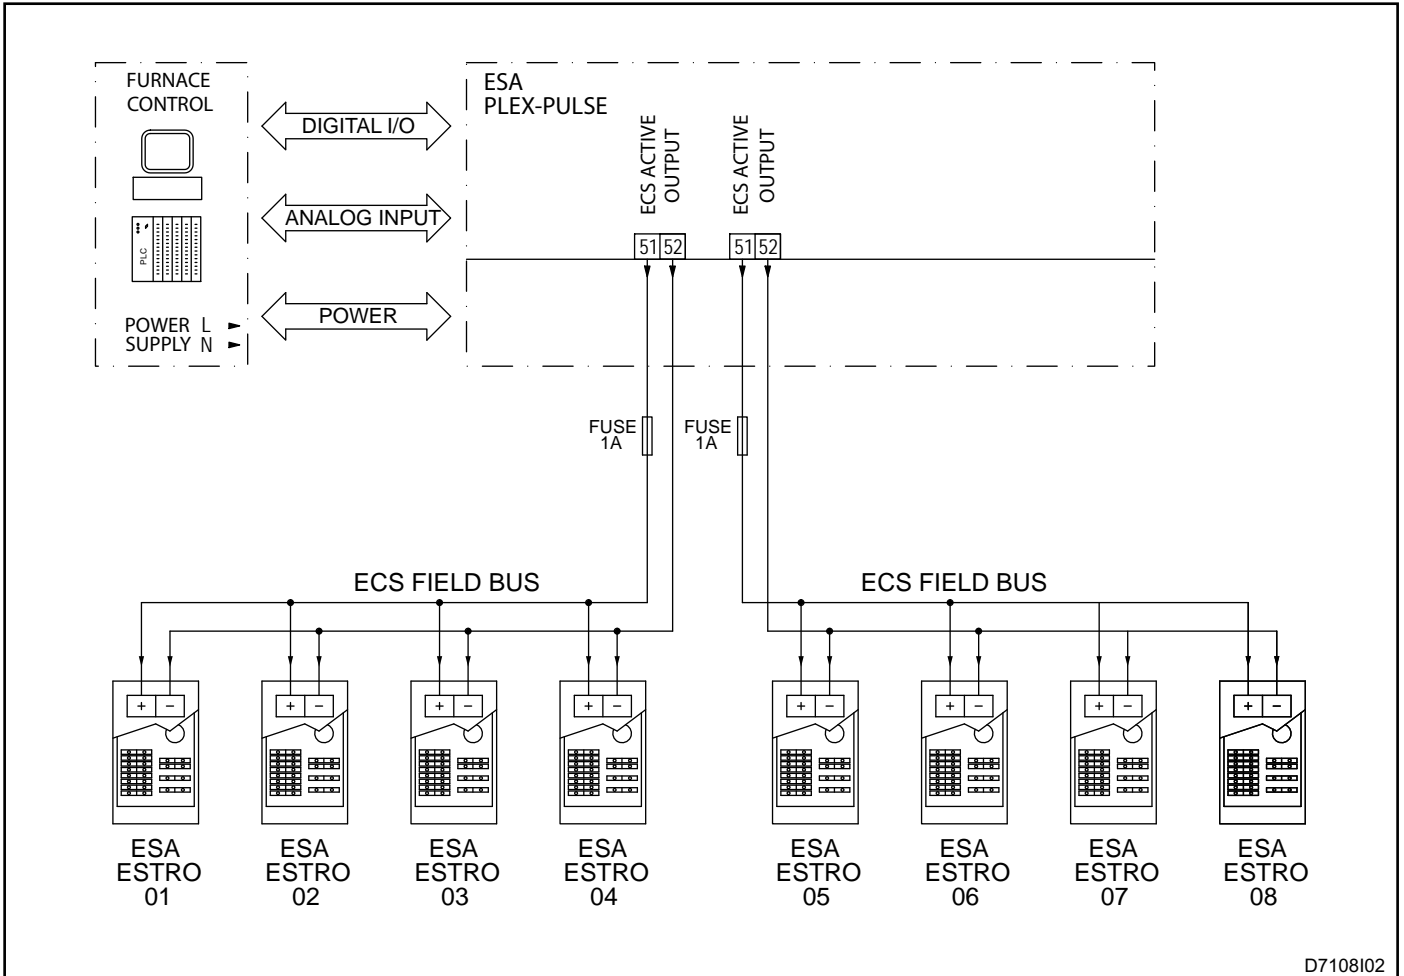 FURNACE
CONTROL
PLC
POWER L
SUPPLY N
DIGITAL I/O
ANALOG INPUT
POWER
ESA
PLEX-PULSE
ECS ACTIVE
OUTPUT
ECS ACTIVE
OUTPUT
51 52
51 52
FUSE
1A
FUSE
1A
ECS FIELD BUS
ECS FIELD BUS
+ −
+ −
+ −
+ −
+ −
+ −
+ −
+ −
ESA
ESTRO
01
ESA
ESTRO
02
ESA
ESTRO
03
ESA
ESTRO
04
ESA
ESTRO
05
ESA
ESTRO
06
ESA
ESTRO
07
ESA
ESTRO
08
D7108I02